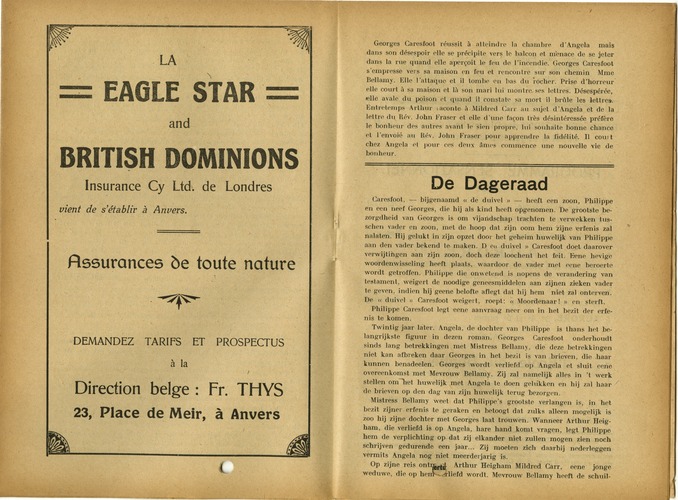 LA
EAGLE STAR
and
BRITISH DOMINIONS
Insurance Cy Ltd. de Londres
vient de s'établir à Anvers.
Assurances de toute nature
DEMANDEZ TARIFS ET PROSPECTUS
à la
Direction belge : Fr. THYS
23, Place de Meir, à Anvers
Georges Caresfoot réussit à atteindre la chambre d'Angela mais
dans son désespoir elle se précipite vers le balcon et menace de se jeter
dans la rue quand elle aperçoit le feu de l'incendie. Georges Caresfoot
s'empresse vers sa maison en feu et rencontre sur son chemin Mme
Bellamy. Elle l'attaque et il tombe en bas du rocher. Prise d'horreur
elle court à sa maison et là son mari lui montre ses lettres. Désespérée,
elle avale du poison et quand il constate sa mort il brûle les lettres.
Entretemps Arthur raconte à Mildred Carr au sujet d'Angela et de la
lettre du Rév. John Fraser et elle d'une façon très désintéressée préfère
le bonheur des autres avant le sien propre, lui souhaite bonne chance
et l'envoie au Rév. John Fraser pour apprendre la fidélité. Il court
chez Angela et pour ces deux âmes commence une nouvelle vie de
bonheur.
De Dageraad
Caresfoot. — bijgenaamd « de duivel » — heeft een zoon, Philippe
en een neef Georges, die hij als kind heeft opgenomen. De grootste be-
zorgdheid van Georges is om vijandschap trachten te verwekken tus-
schen vader en zoon, met de hoop dat zijn oom hem zijne erfenis zal
nalaten. Hij gelukt in zijn opzet door het geheim huwelijk van Philippe
aan den vader bekend te maken. D en duivel » Caresfoot doet daarover
verwijtingen aan zijn zoon, doch deze loochent het feit. Eene hevige
woordenwisseling heeft plaats, waardoor de vader met eene beroerte
wordt getroffen. Philippe die onwetend is nopens de verandering van
testament, weigert de noodige geneesmiddelen aan zijnen zieken vader
te geven, indien hij geene belofte aflegt dat hij hem niet zal onterven.
De « duivel » Caresfoot weigert, roept: « Moordenaar! » en sterft.
Philippe Caresfoot legt eene aanvraag neer om in het bezit der erfe-
nis te komen.
Twintig jaar later. Angela, de dochter van Philippe is thans het be-
langrijkste figuur in dezen roman. Georges Caresfoot onderhoudt
sinds lang betrekkingen met Mistress Bellamy, die deze betrekkingen
niet kan afbreken daar Georges in het bezit is van brieven, die haar
kunnen benadeelen. Georges wordt verliefd op Angela et sluit eene
overeenkomst met Mevrouw Bellamy. Zij zal namelijk alles in 't werk
stellen om het huwelijk met Angela te doen gelukken en hij zal haar
de brieven op den dag van zijn huwelijk terug bezorgen.
Mistress Bellamy weet dat Philippe's grootste verlangen is, in het
bezit zijner erfenis te geraken en betoogt dat zulks alleen mogelijk is
zoo hij zijne dochter met Georges laat trouwen. Wanneer Arthur Heig-
ham, die verliefd is op Angela, hare hand komt vragen, legt Philippe
hem de verplichting op dat zij elkander niet zullen mogen zien noch
schrijven gedurende een jaar... Zij moeten zich daarbij nederleggen
vermits Angela nog niet meerderjarig is.
Op zijne reis Arthur Heigham Mildred Carr, eene jonge
weduwe, die op hem verliefd wordt. Mevrouw Bellamy heeft de schuil-